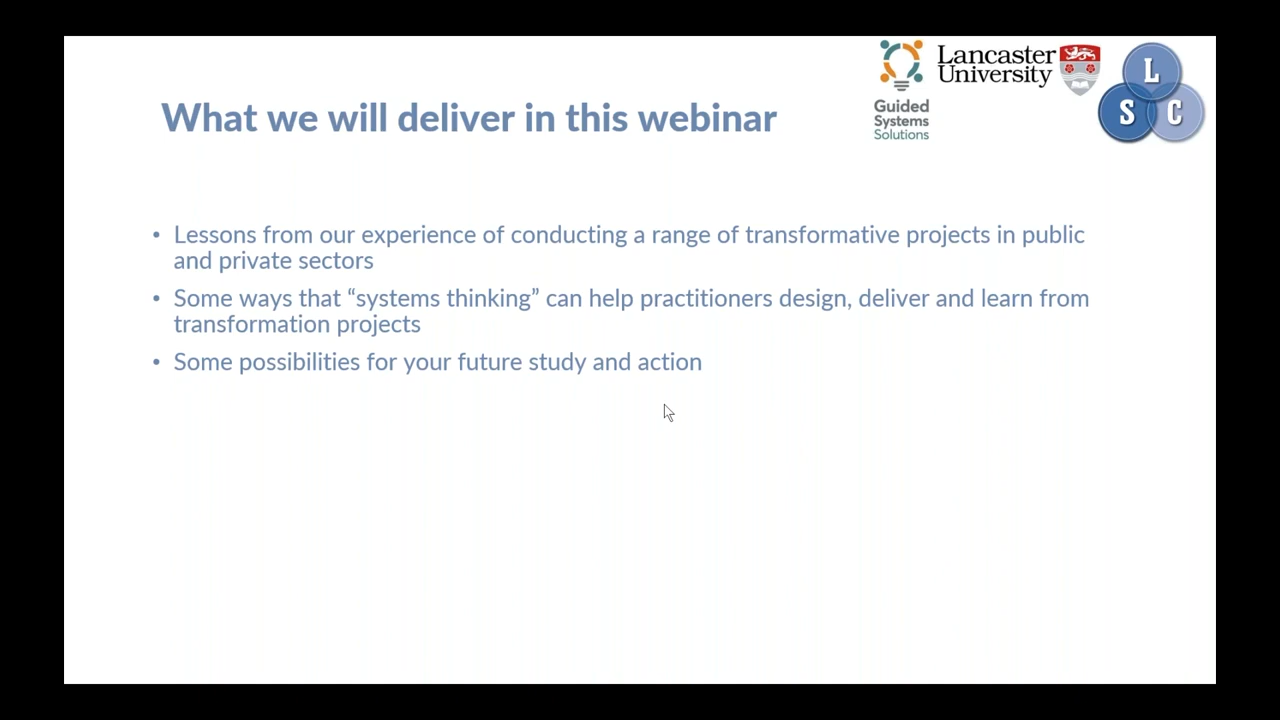 Lancaster
University
Guided
Systems
Solutions
L
S C
What we will deliver in this webinar
• Lessons from our experience of conducting a range of transformative projects in public
and private sectors
• Some ways that “systems thinking” can help practitioners design, deliver and learn from
transformation projects
• Some possibilities for your future study and action